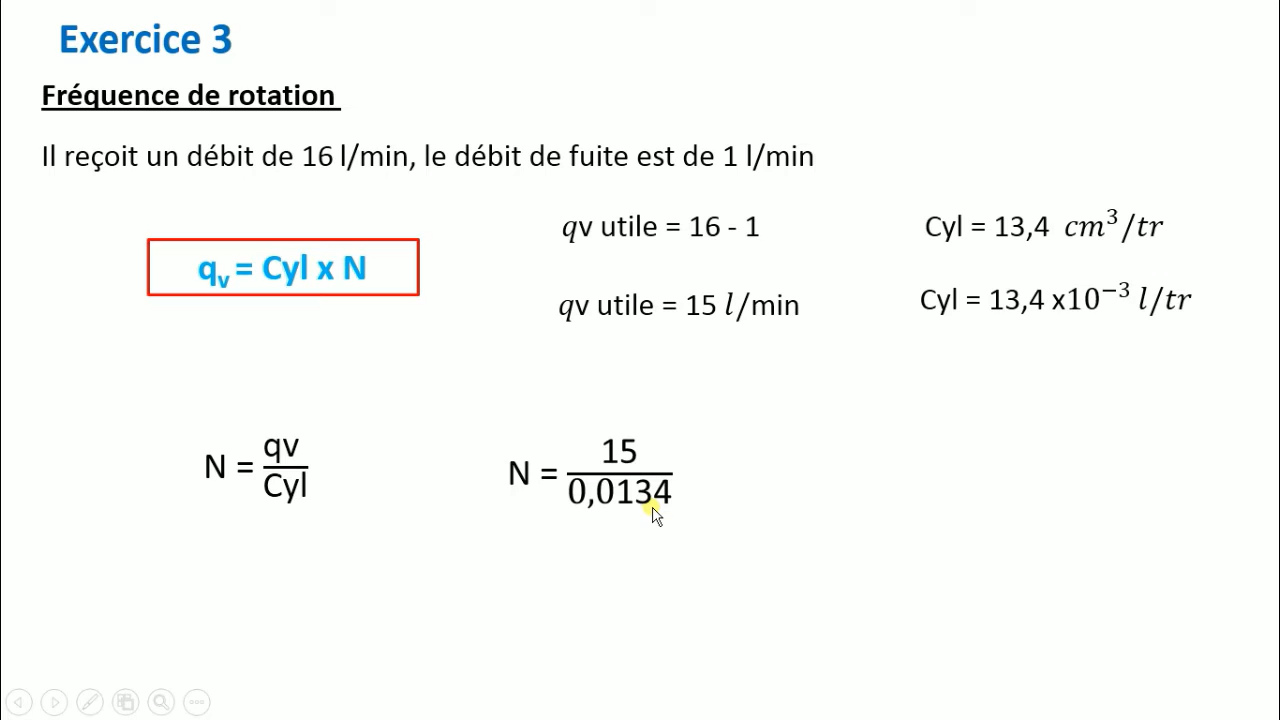 Exercice 3
Fréquence de rotation
Il reçoit un débit de 16 l/min, le débit de fuite est de 1 l/min
qv utile = 16 - 1
Cyl = 13,4 cm³/tr
qv = Cyl x N
qv utile = 15 l/min
Cyl = 13,4 x10⁻³ l/tr
N = qv/Cyl
N = 15/0,0134